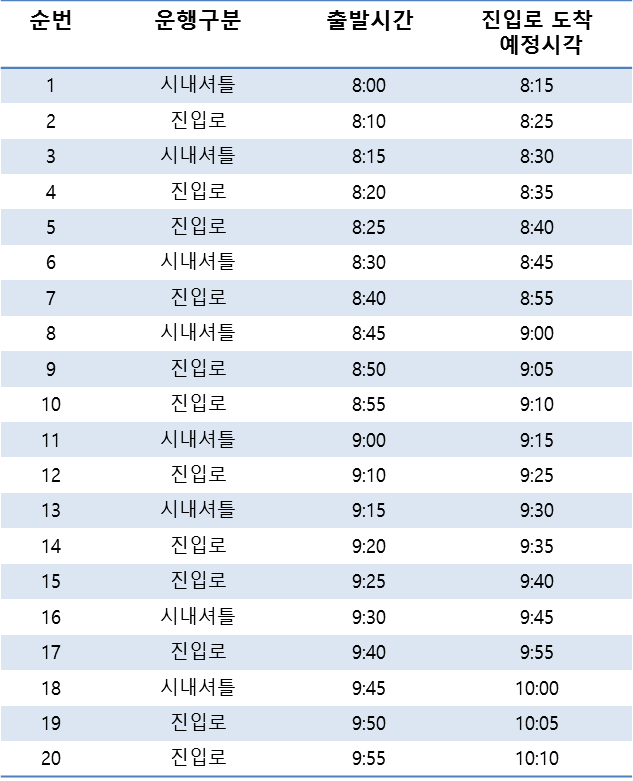 순번 운행구분 출발시간 진입로 도착
예정시각
1 시내셔틀 8:00 8:15
2 진입로 8:10 8:25
3 시내셔틀 8:15 8:30
4 진입로 8:20 8:35
5 진입로 8:25 8:40
6 시내셔틀 8:30 8:45
7 진입로 8:40 8:55
8 시내셔틀 8:45 9:00
9 진입로 8:50 9:05
10 진입로 8:55 9:10
11 시내셔틀 9:00 9:15
12 진입로 9:10 9:25
13 시내셔틀 9:15 9:30
14 진입로 9:20 9:35
15 진입로 9:25 9:40
16 시내셔틀 9:30 9:45
17 진입로 9:40 9:55
18 시내셔틀 9:45 10:00
19 진입로 9:50 10:05
20 진입로 9:55 10:10